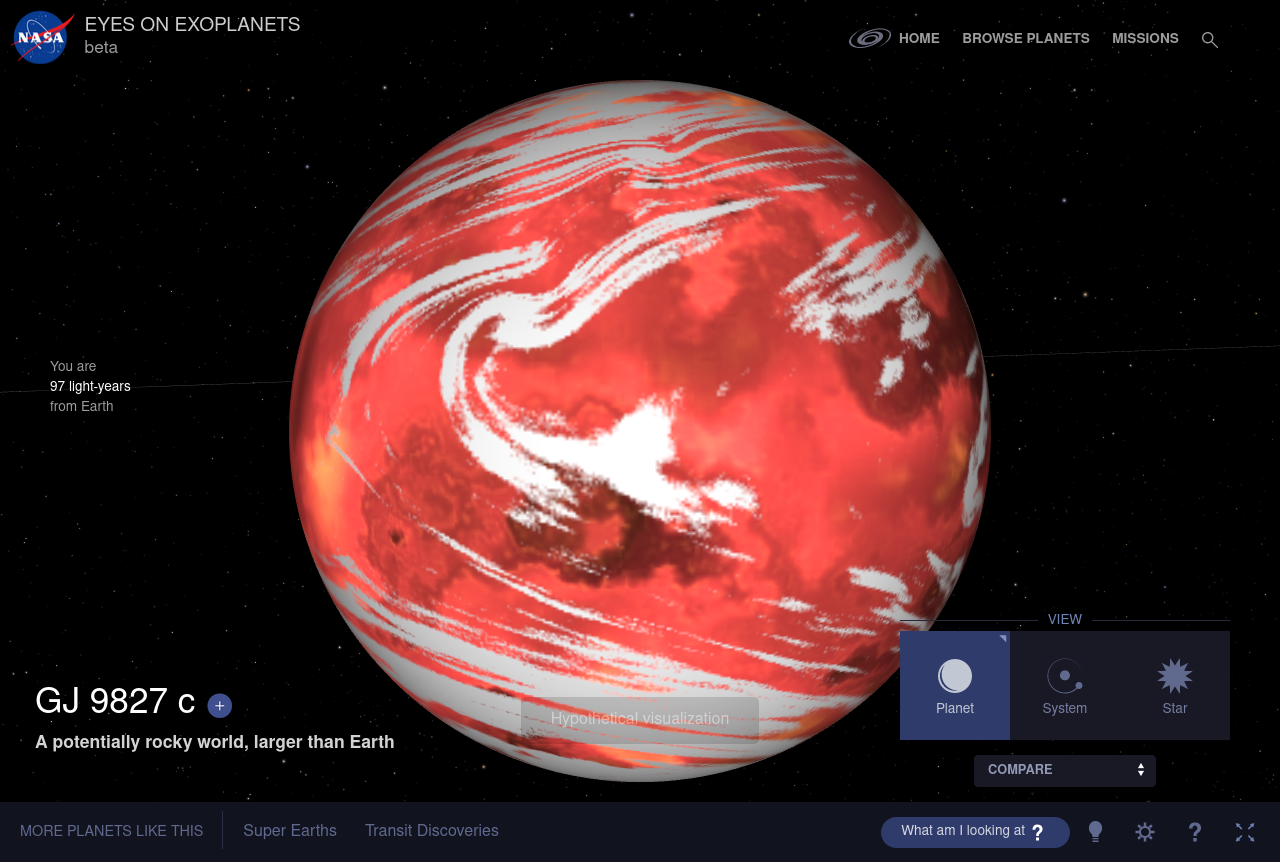 NASA
EYES ON EXOPLANETS
beta
HOME
BROWSE PLANETS
MISSIONS
You are
97 light-years
from Earth
VIEW
Planet
System
Star
GJ 9827 c +
A potentially rocky world, larger than Earth
Hypothetical visualization
COMPARE
MORE PLANETS LIKE THIS
Super Earths
Transit Discoveries
What am I looking at ?
?